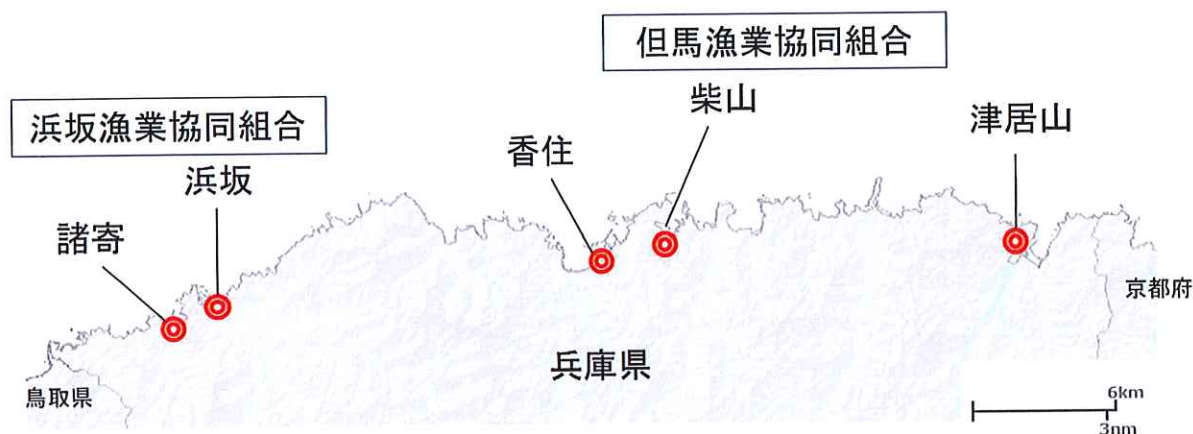 但馬漁業協同組合
柴山
浜坂漁業協同組合
浜坂
香住
津居山
諸寄
京都府
兵庫県
鳥取県
6km
3nm